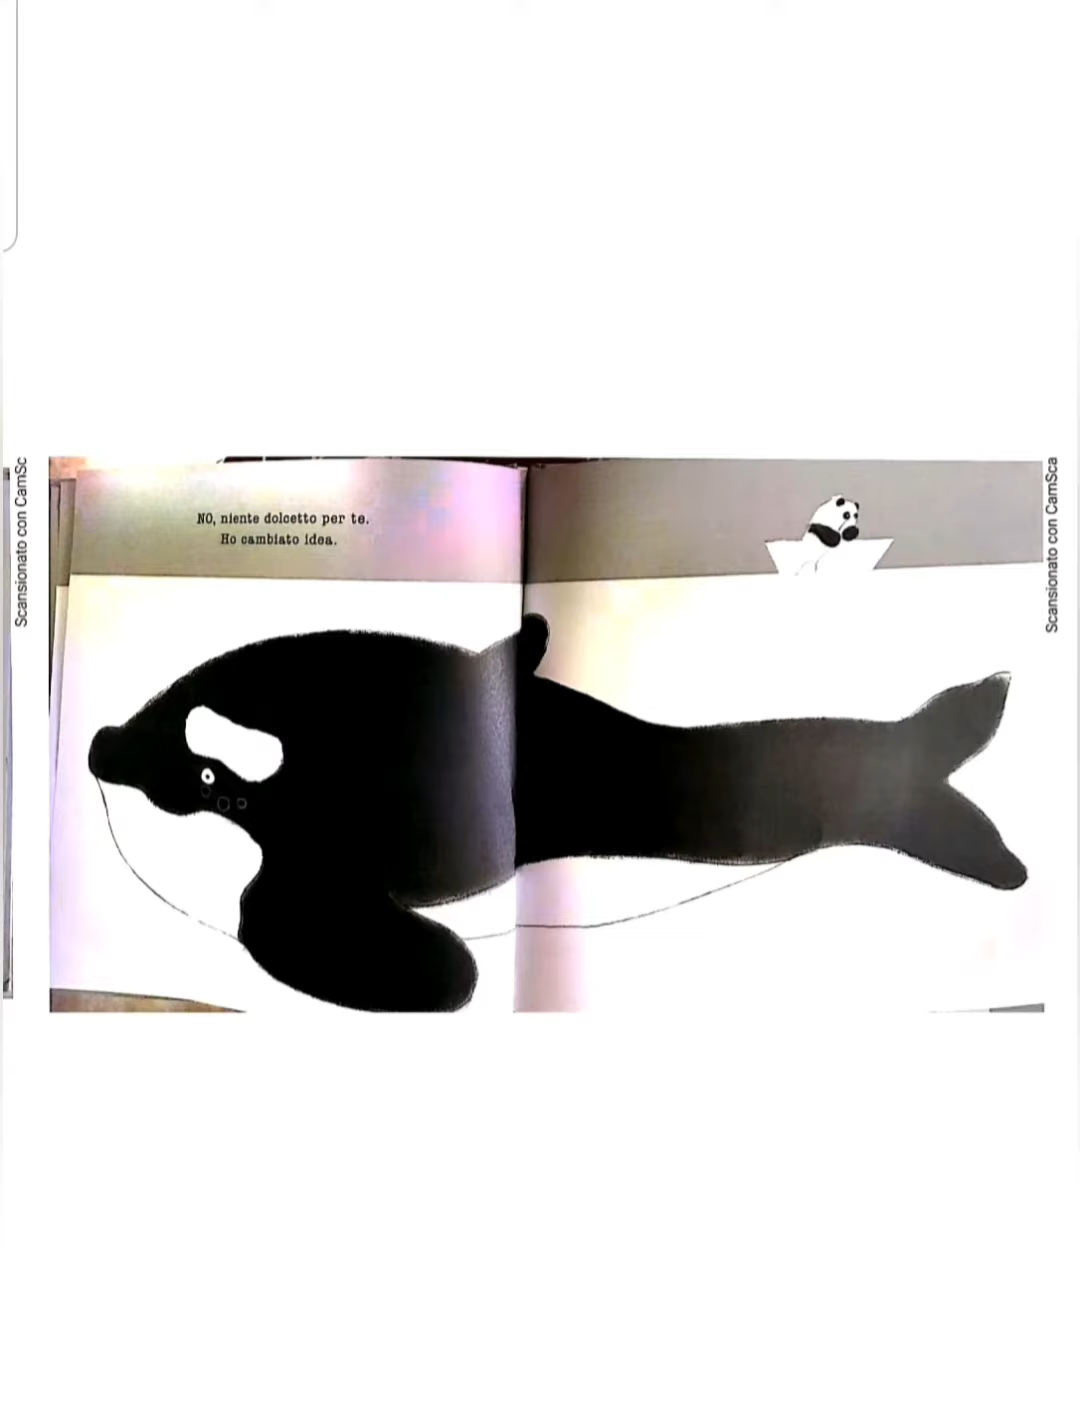 NO, niente dolcetto per te.
Ho cambiato idea.
Scansionato con CamSc
Scansionato con CamSca